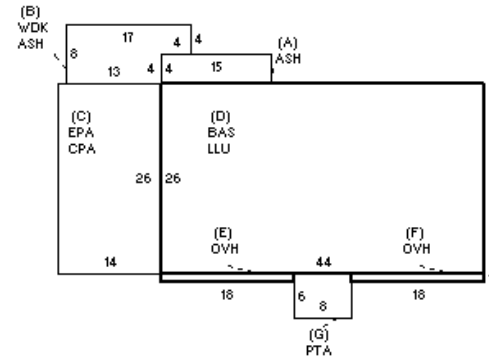 (B)
WDK
ASH
17
8
4 4
(A)
ASH
13
4 4
15
(C)
EPA
CPA
(D)
BAS
LLU
26 26
(E)
OVH
(F)
OVH
14
44
18
6
8
18
(G)
PTA